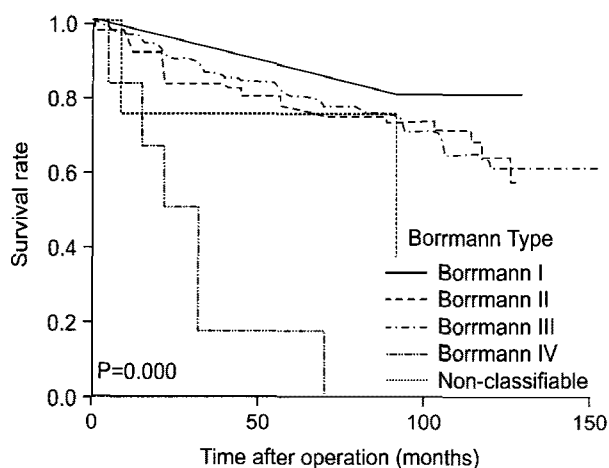 Survival rate
1.0
0.8
0.6
0.4
0.2
0.0
P=0.000
Borrmann Type
Borrmann I
Borrmann II
Borrmann III
Borrmann IV
Non-classifiable
0
50
100
150
Time after operation (months)